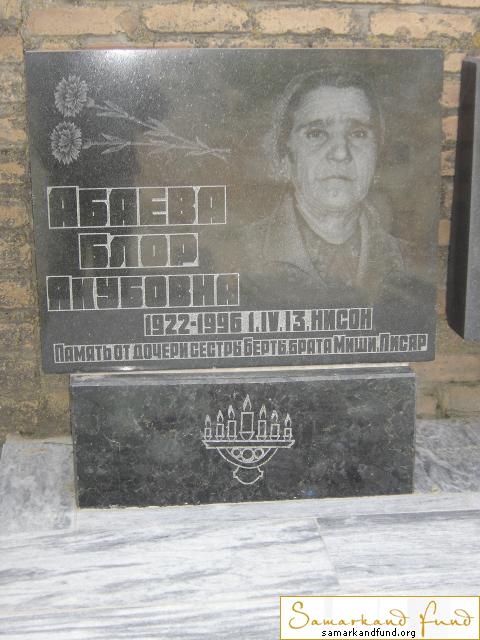 АБАЕВА
БЛОР
ЯКУБОВНА
1922-1996 1.IV.13.НИСОН
ПАМЯТЬ ОТ ДОЧЕРИ СЕСТРЫ БЕРТЫ, БРАТА МИШИ. ПИСЯР
Samarkand Fund
samarkandfund.org